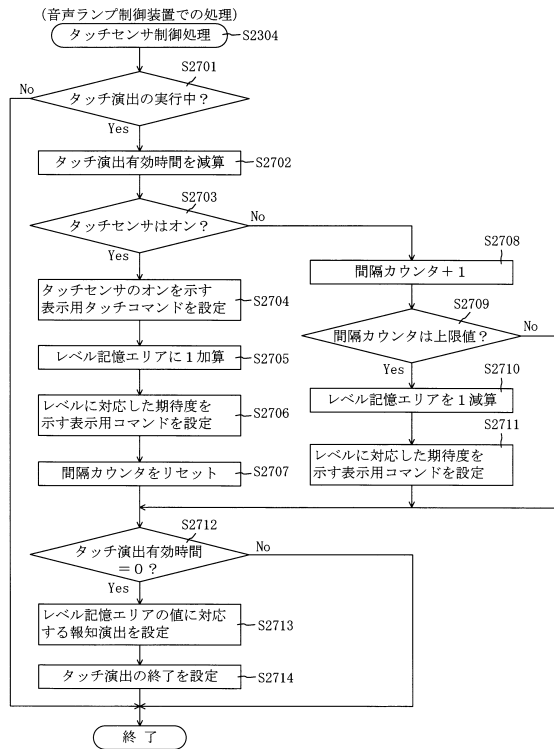 (音声ランプ制御装置での処理)
タッチセンサ制御処理
S2304
S2701
No
タッチ演出の実行中?
Yes
タッチ演出有効時間を減算
S2702
S2703
タッチセンサはオン?
No
Yes
タッチセンサのオンを示す
表示用タッチコマンドを設定
S2704
レベル記憶エリアに1加算
S2705
レベルに対応した期待度を
示す表示用コマンドを設定
S2706
間隔カウンタをリセット
S2707
S2708
間隔カウンタ+1
S2709
間隔カウンタは上限値?
No
Yes
S2710
レベル記憶エリアを1減算
S2711
レベルに対応した期待度を
示す表示用コマンドを設定
S2712
タッチ演出有効時間
=0?
No
Yes
レベル記憶エリアの値に対応
する報知演出を設定
S2713
タッチ演出の終了を設定
S2714
終 了